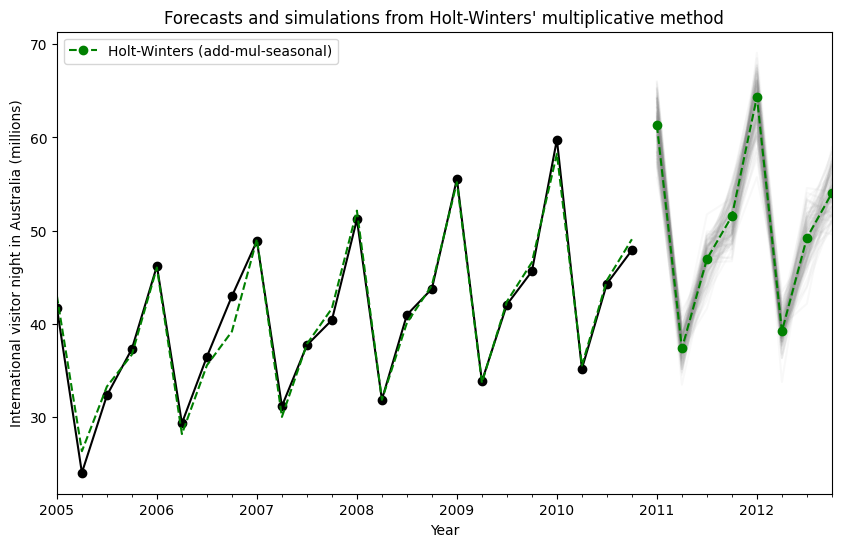 Forecasts and simulations from Holt-Winters' multiplicative method
Holt-Winters (add-mul-seasonal)
International visitor night in Australia (millions)
70
60
50
40
30
2005 2006 2007 2008 2009 2010 2011 2012
Year